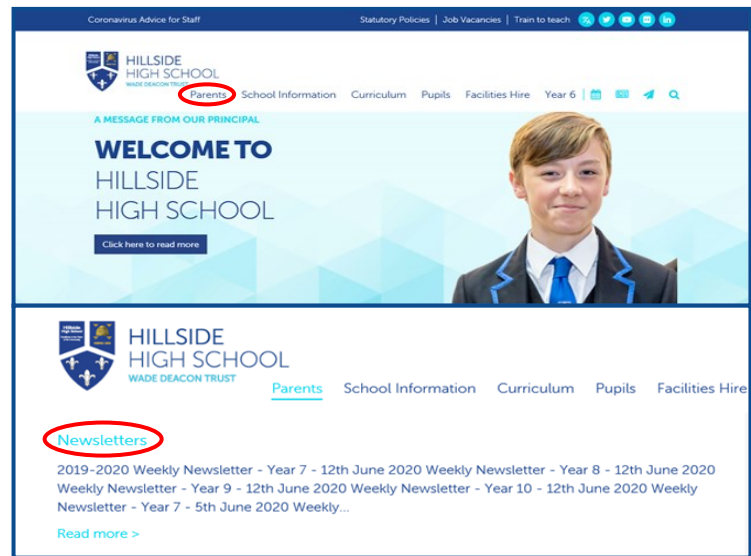 Coronavirus Advice for Staff
Statutory Policies | Job Vacancies | Train to teach
HILLSIDE
HIGH SCHOOL
WADE DEACON TRUST
Parents School Information Curriculum Pupils Facilities Hire Year 6
A MESSAGE FROM OUR PRINCIPAL
WELCOME TO
HILLSIDE
HIGH SCHOOL
Click here to read more
HILLSIDE
HIGH SCHOOL
WADE DEACON TRUST
Parents School Information Curriculum Pupils Facilities Hire
Newsletters
2019-2020 Weekly Newsletter - Year 7 - 12th June 2020 Weekly Newsletter - Year 8 - 12th June 2020
Weekly Newsletter - Year 9 - 12th June 2020 Weekly Newsletter - Year 10 - 12th June 2020 Weekly
Newsletter - Year 7 - 5th June 2020 Weekly...
Read more >